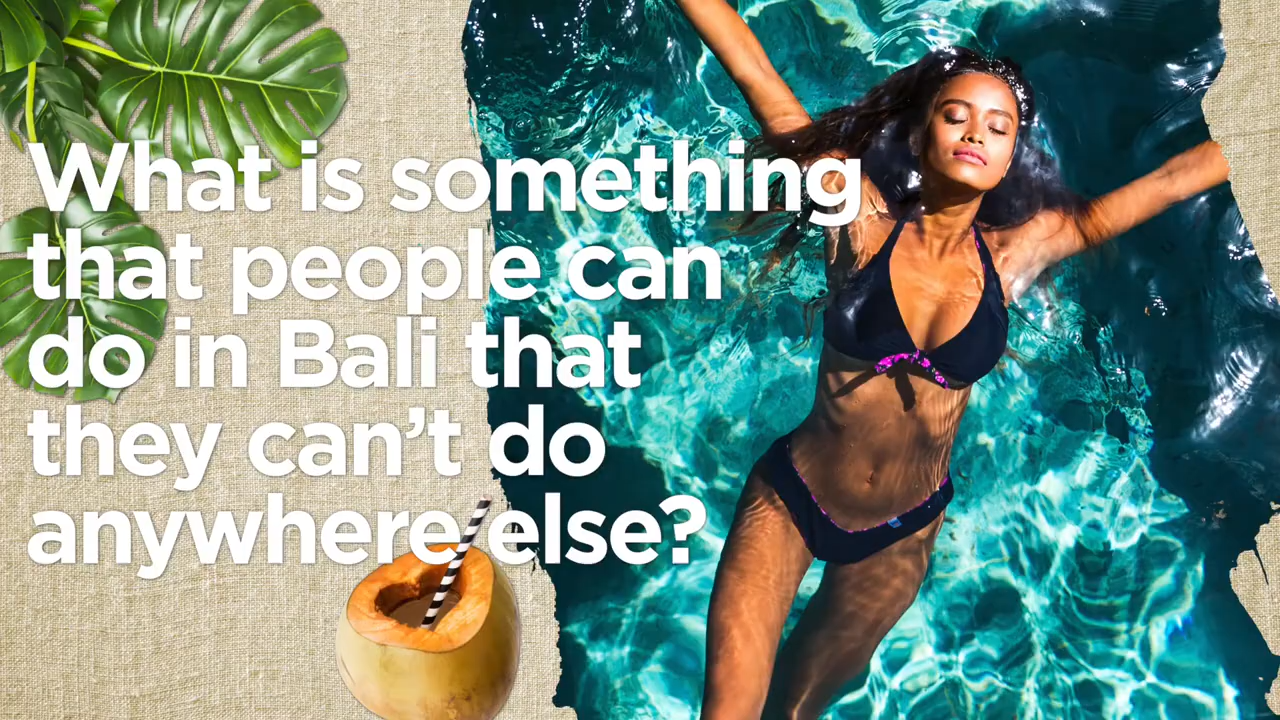 What is something
that people can
do in Bali that
they can’t do
anywhere else?